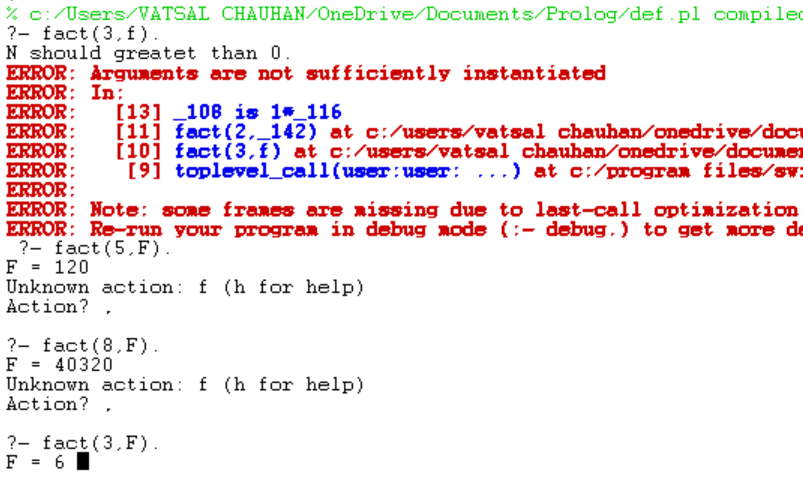 % c:/Users/VATSAL CHAUHAN/OneDrive/Documents/Prolog/def.pl compiled
?- fact(3,f).
N should greatet than 0.
ERROR: Arguments are not sufficiently instantiated
ERROR: In:
ERROR:   [13] _108 is 1*_116
ERROR:   [11] fact(2,_142) at c:/users/vatsal chauhan/onedrive/docu
ERROR:   [10] fact(3,f) at c:/users/vatsal chauhan/onedrive/documen
ERROR:    [9] toplevel_call(user:user: ...) at c:/program files/sw
ERROR:
ERROR: Note: some frames are missing due to last-call optimization
ERROR: Re-run your program in debug mode (:- debug.) to get more de
?- fact(5,F).
F = 120
Unknown action: f (h for help)
Action? .
?- fact(8,F).
F = 40320
Unknown action: f (h for help)
Action? .
?- fact(3,F).
F = 6